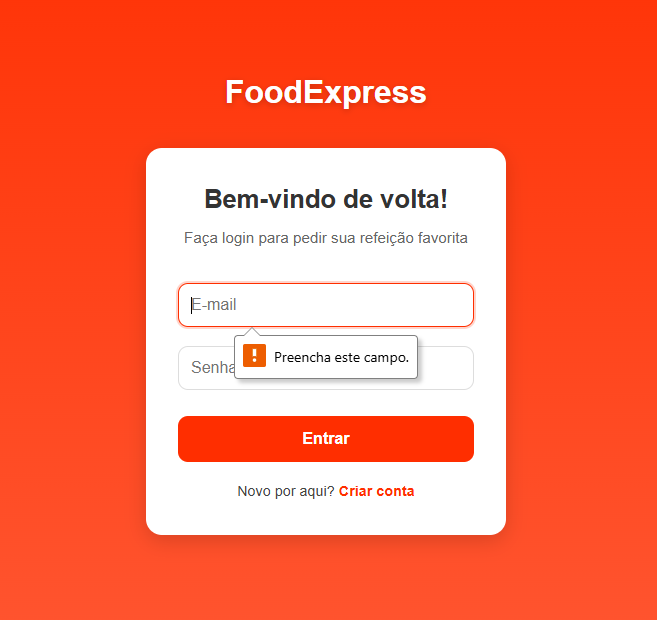 FoodExpress
Bem-vindo de volta!
Faça login para pedir sua refeição favorita
E-mail
Preencha este campo.
Senha
Entrar
Novo por aqui? Criar conta